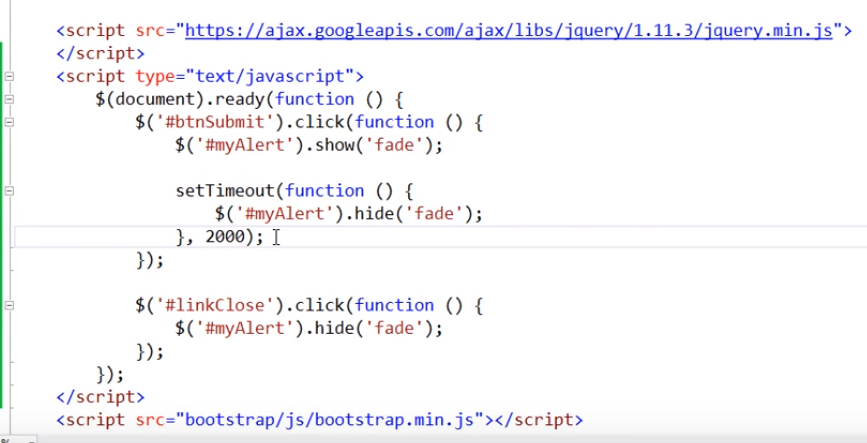 <script src="https://ajax.googleapis.com/ajax/libs/jquery/1.11.3/jquery.min.js">
</script>
<script type="text/javascript">
$(document).ready(function () {
$('#btnSubmit').click(function () {
$('#myAlert').show('fade');
setTimeout(function () {
$('#myAlert').hide('fade');
}, 2000);
});
$('#linkClose').click(function () {
$('#myAlert').hide('fade');
});
});
</script>
<script src="bootstrap/js/bootstrap.min.js"></script>
%